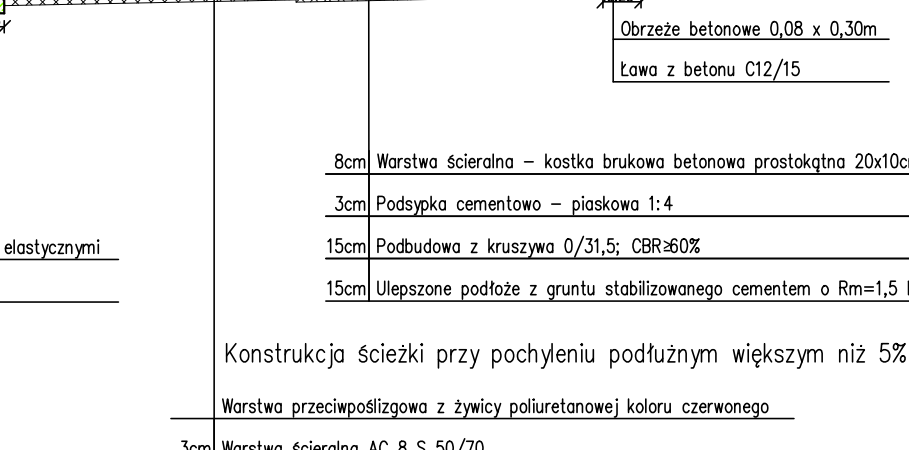 Obrzeże betonowe 0,08 x 0,30m
Ława z betonu C12/15
8cm Warstwa ścieralna – kostka brukowa betonowa prostokątna 20x10c
3cm Podsypka cementowo – piaskowa 1:4
elastycznymi
15cm Podbudowa z kruszywa 0/31,5; CBR≥60%
15cm Ulepszone podłoże z gruntu stabilizowanego cementem o Rm=1,5
Konstrukcja ścieżki przy pochyleniu podłużnym większym niż 5%
Warstwa przeciwpoślizgowa z żywicy poliuretanowej koloru czerwonego
3cm Warstwa ścieralna AC 8 S 50/70